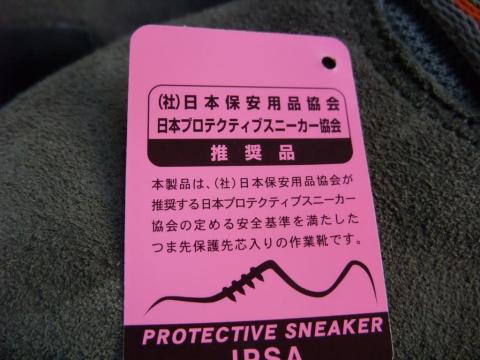 (社)日本保安用品協会
日本プロテクティブスニーカー協会
推奨品
本製品は、(社)日本保安用品協会が
推奨する日本プロテクティブスニーカー
協会の定める安全基準を満たした
つま先保護先芯入りの作業靴です。
PROTECTIVE SNEAKER
JPSA